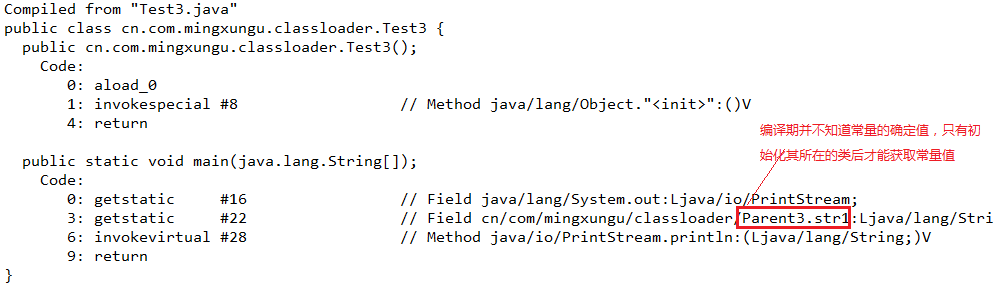 Compiled from "Test3.java"
public class cn.com.mingxungu.classloader.Test3 {
  public cn.com.mingxungu.classloader.Test3();
    Code:
       0: aload_0
       1: invokespecial #8                  // Method java/lang/Object."<init>":()V
       4: return
编译期并不知道常量的确定值，只有初
始化其所在的类后才能获取常量值
  public static void main(java.lang.String[]);
    Code:
       0: getstatic     #16                 // Field java/lang/System.out:Ljava/io/PrintStream;
       3: getstatic     #22                 // Field cn/com/mingxungu/classloader/Parent3.str1:Ljava/lang/Stri
       6: invokevirtual #28                 // Method java/io/PrintStream.println:(Ljava/lang/String;)V
       9: return
}